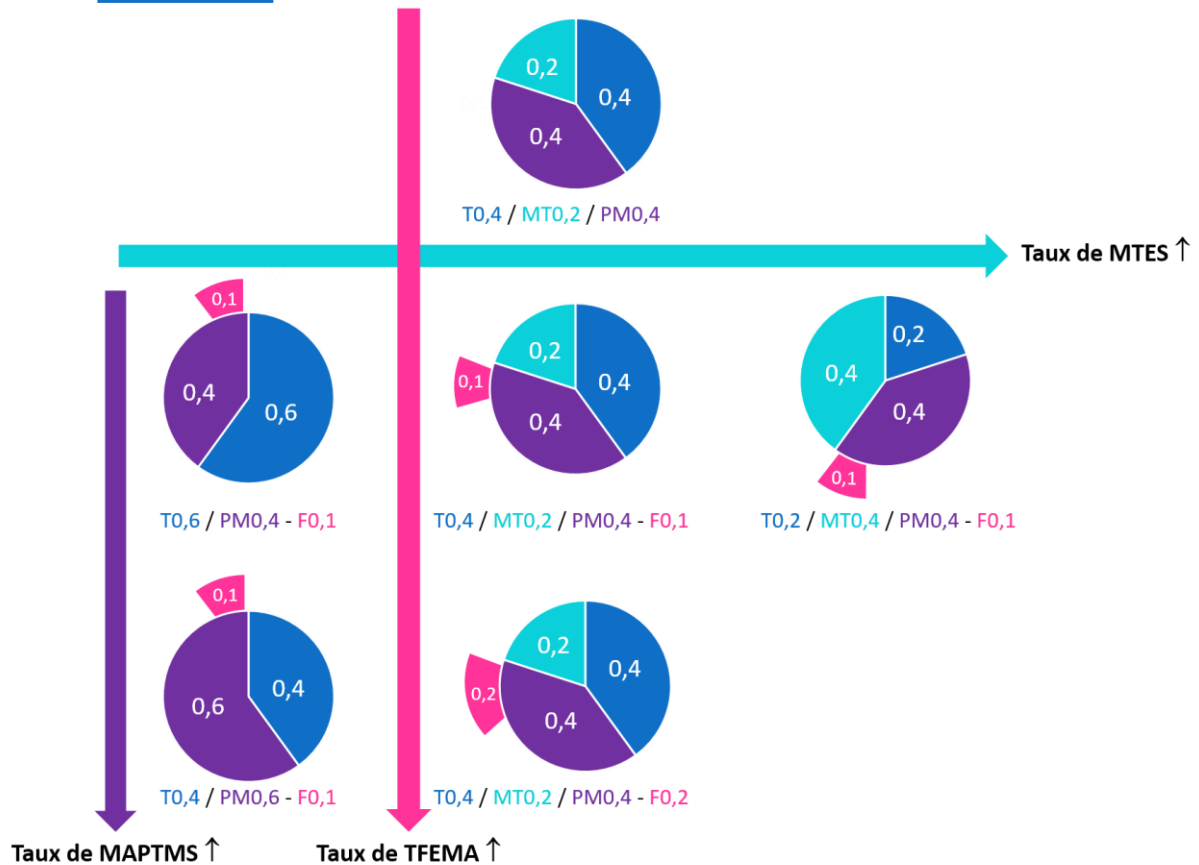 0,2
0,4
0,4
T0,4 / MT0,2 / PM0,4
Taux de MTES ↑
0,1
0,4
0,6
T0,6 / PM0,4 - F0,1
0,2
0,1
0,4
0,4
T0,4 / MT0,2 / PM0,4 - F0,1
0,2
0,4
0,4
0,1
T0,2 / MT0,4 / PM0,4 - F0,1
0,1
0,4
0,6
T0,4 / PM0,6 - F0,1
0,2
0,4
0,2
0,4
T0,4 / MT0,2 / PM0,4 - F0,2
Taux de MAPTMS ↑
Taux de TFEMA ↑